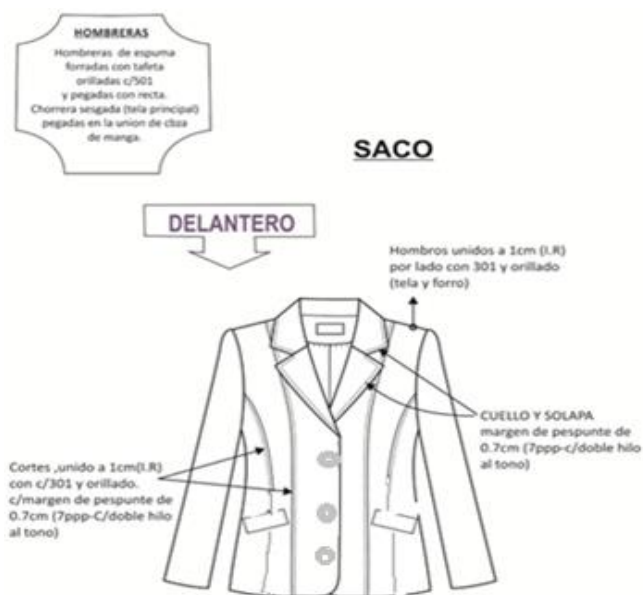 HOMBRERAS
Hombreras de espuma
forradas con tafeta
orilladas c/501
y pegadas con recta.
Chorrera sesgada (tela principal)
pegadas en la union de cbza
de manga.
SACO
DELANTERO
Hombros unidos a 1cm (I.R)
por lado con 301 y orillado
(tela y forro)
CUELLO Y SOLAPA
margen de pespunte de
0.7cm (7ppp-c/doble hilo
al tono)
Cortes ,unido a 1cm(I.R)
con c/301 y orillado.
c/margen de pespunte de
0.7cm (7ppp-C/doble hilo
al tono)